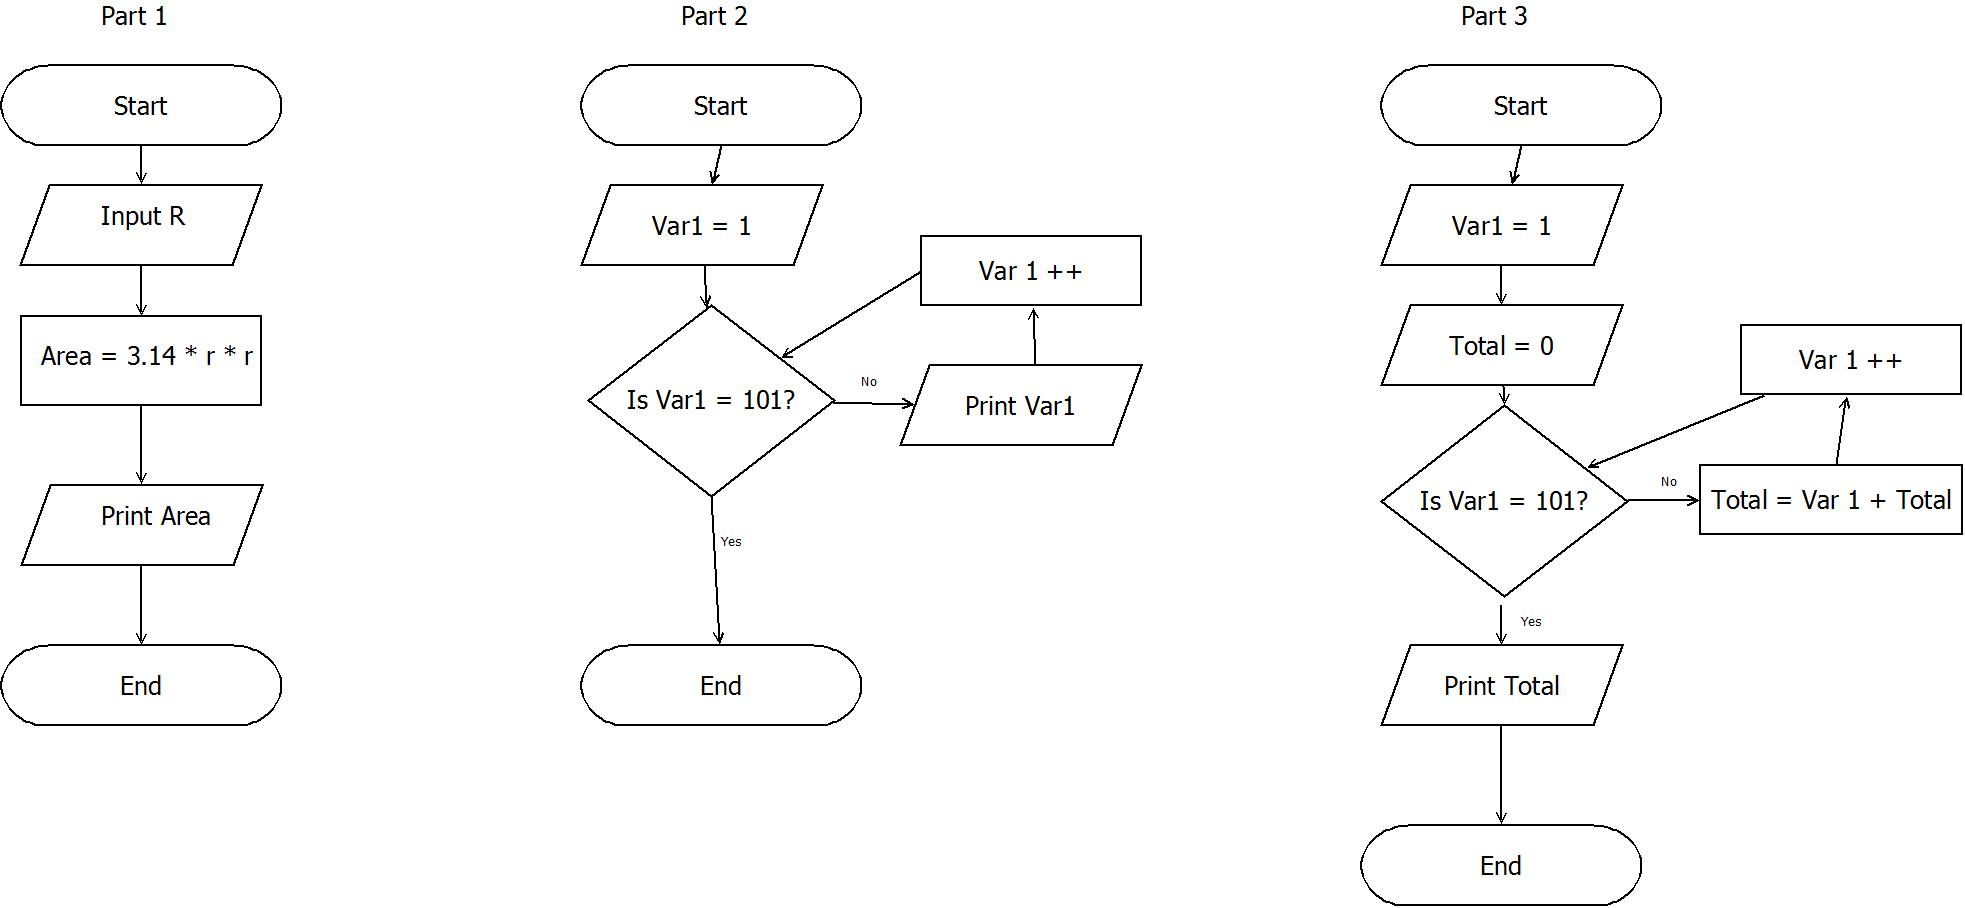 Part 1
Start
Input R
Area = 3.14 * r * r
Print Area
End
Part 2
Start
Var1 = 1
Is Var1 = 101?
No
Print Var1
Var 1 ++
Yes
End
Part 3
Start
Var1 = 1
Total = 0
Is Var1 = 101?
No
Total = Var 1 + Total
Var 1 ++
Yes
Print Total
End